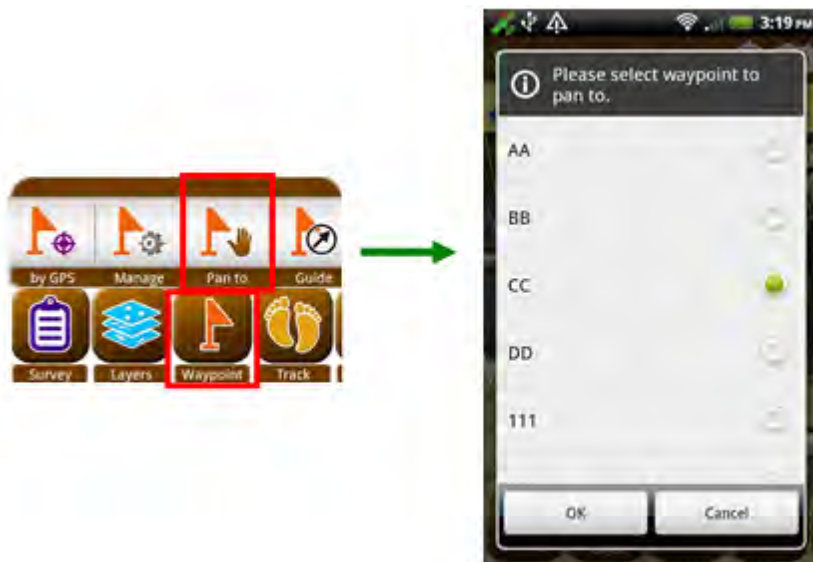 by GPS Manage Pan to Guide
Survey Layers Waypoint Track
3:19 PM
Please select waypoint to
pan to.
AA
BB
CC
DD
111
OK Cancel